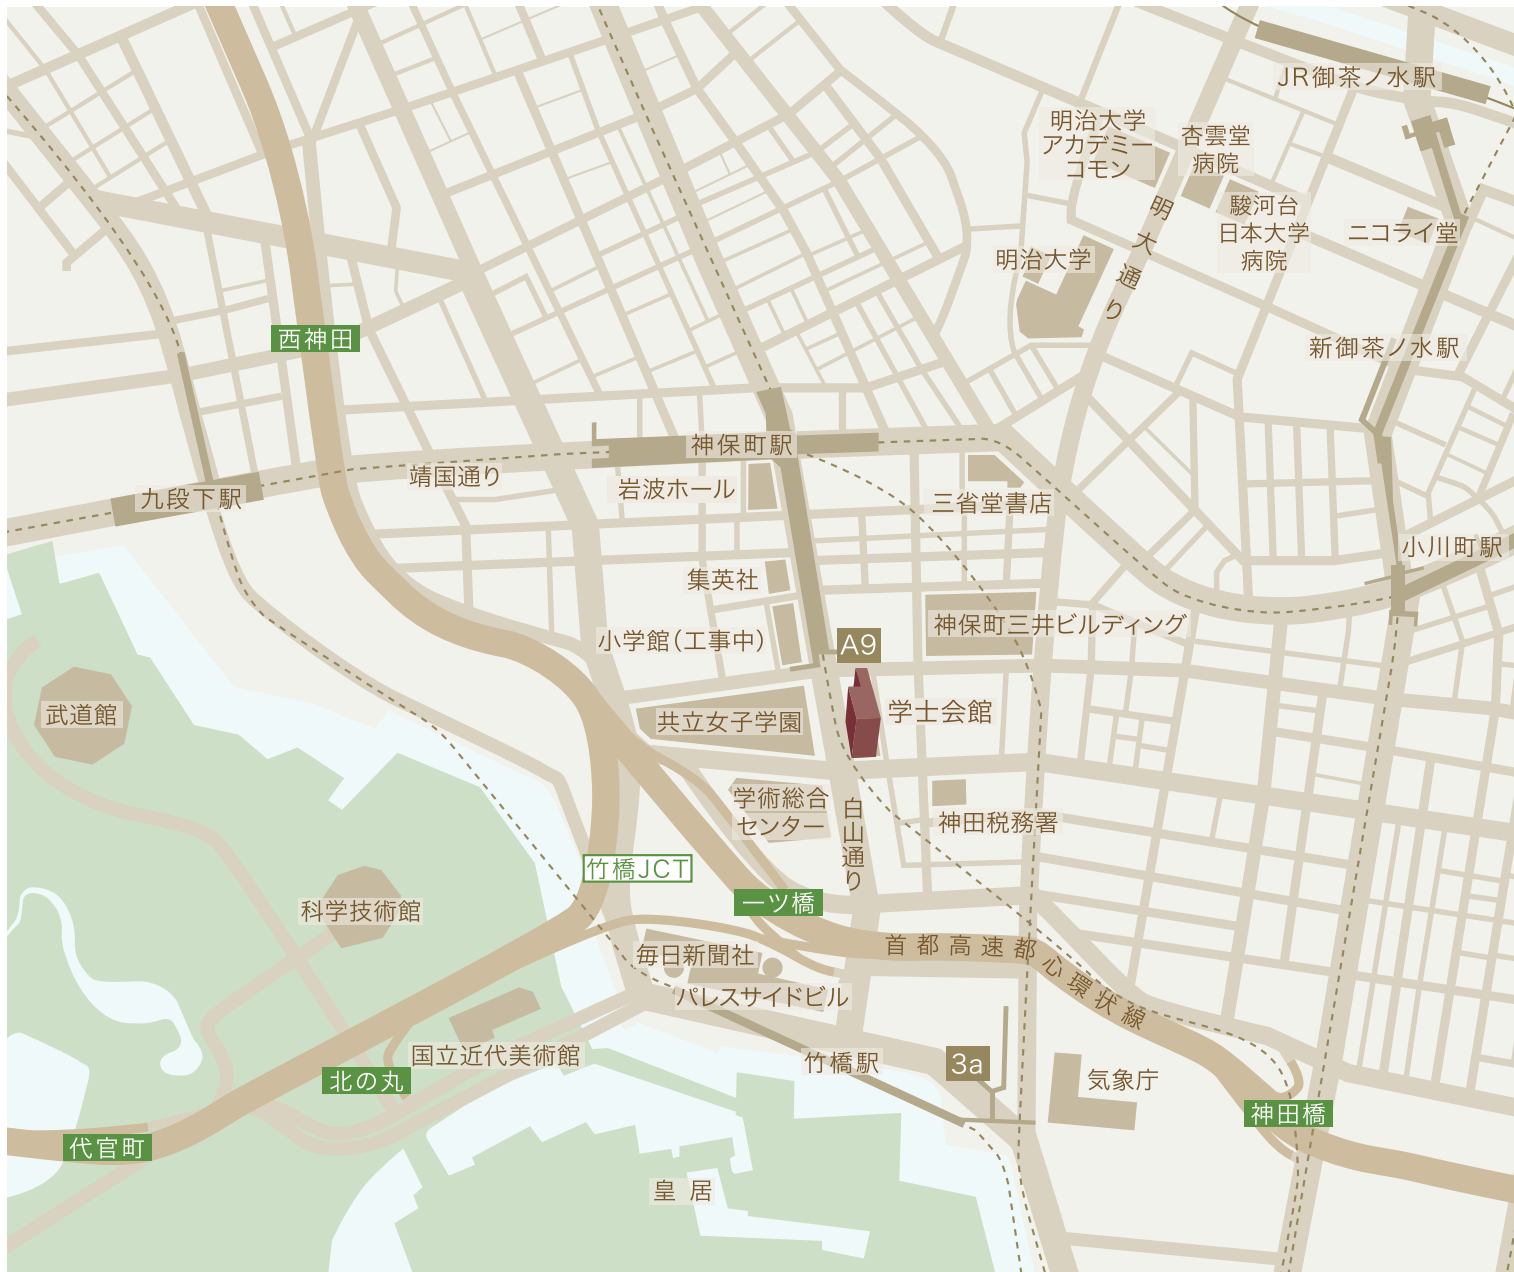 JR御茶ノ水駅
明治大学
アカデミー
コモン
杏雲堂
病院
駿河台
日本大学
病院
ニコライ堂
明大通り
明治大学
西神田
新御茶ノ水駅
神保町駅
靖国通り
岩波ホール
九段下駅
三省堂書店
小川町駅
集英社
神保町三井ビルディング
小学館(工事中)
A9
武道館
共立女子学園
学士会館
学術総合
センター
白山通り
神田税務署
竹橋JCT
一ツ橋
科学技術館
首都高速都心環状線
毎日新聞社
パレスサイドビル
国立近代美術館
竹橋駅
3a
気象庁
北の丸
神田橋
代官町
皇 居